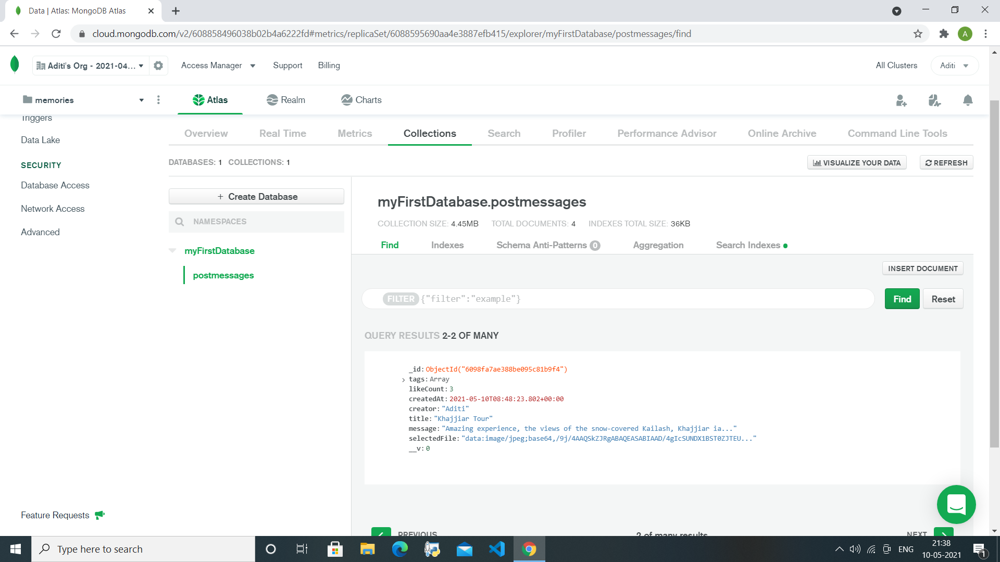 Data | Atlas: MongoDB Atlas
cloud.mongodb.com/v2/608858496038b02b4a6222fd#metrics/replicaSet/6088595690aa4e3887efb415/explorer/myFirstDatabase/postmessages/find
A
Aditi's Org - 2021-04... Access Manager Support Billing All Clusters Aditi
memories Atlas Realm Charts
Triggers
Data Lake
SECURITY
Database Access
Network Access
Advanced
Feature Requests
Overview Real Time Metrics Collections Search Profiler Performance Advisor Online Archive Command Line Tools
DATABASES: 1 COLLECTIONS: 1 VISUALIZE YOUR DATA REFRESH
+ Create Database
NAMESPACES
myFirstDatabase
postmessages
myFirstDatabase.postmessages
COLLECTION SIZE: 4.45MB TOTAL DOCUMENTS: 4 INDEXES TOTAL SIZE: 36KB
Find Indexes Schema Anti-Patterns 0 Aggregation Search Indexes
INSERT DOCUMENT
FILTER {"filter":"example"} Find Reset
QUERY RESULTS 2-2 OF MANY
_id: ObjectId("6098fa7ae388be095c81b9f4")
tags: Array
likeCount: 3
createdAt: 2021-05-10T08:48:23.802+00:00
creator: "Aditi"
title: "Khajjiar Tour"
message: "Amazing experience, the views of the snow-covered Kailash, Khajjiar ia..."
selectedFile: "data:image/jpeg;base64,/9j/4AAQSkZJRgABAQEASABIAAD/4gIcSUNDX1BST0ZJTEU..."
__v: 0
PREVIOUS 2 of many results NEXT
Type here to search
ENG
21:38
10-05-2021
1